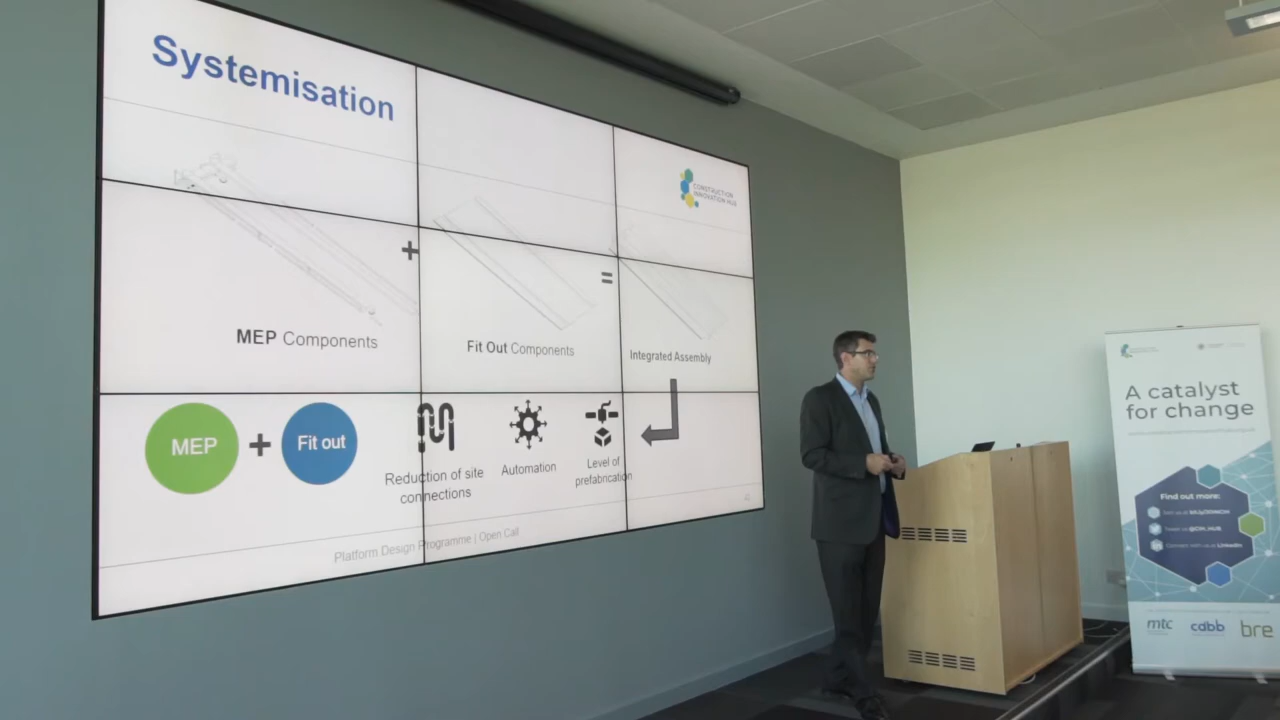 Systemisation
CONSTRUCTION
INNOVATION HUB
+
=
MEP Components
Fit Out Components
Integrated Assembly
MEP
+
Fit out
Reduction of site
connections
Automation
Level of
prefabrication
Platform Design Programme | Open Call
A catalyst
for change
Find out more:
mtc
cdbb
bre